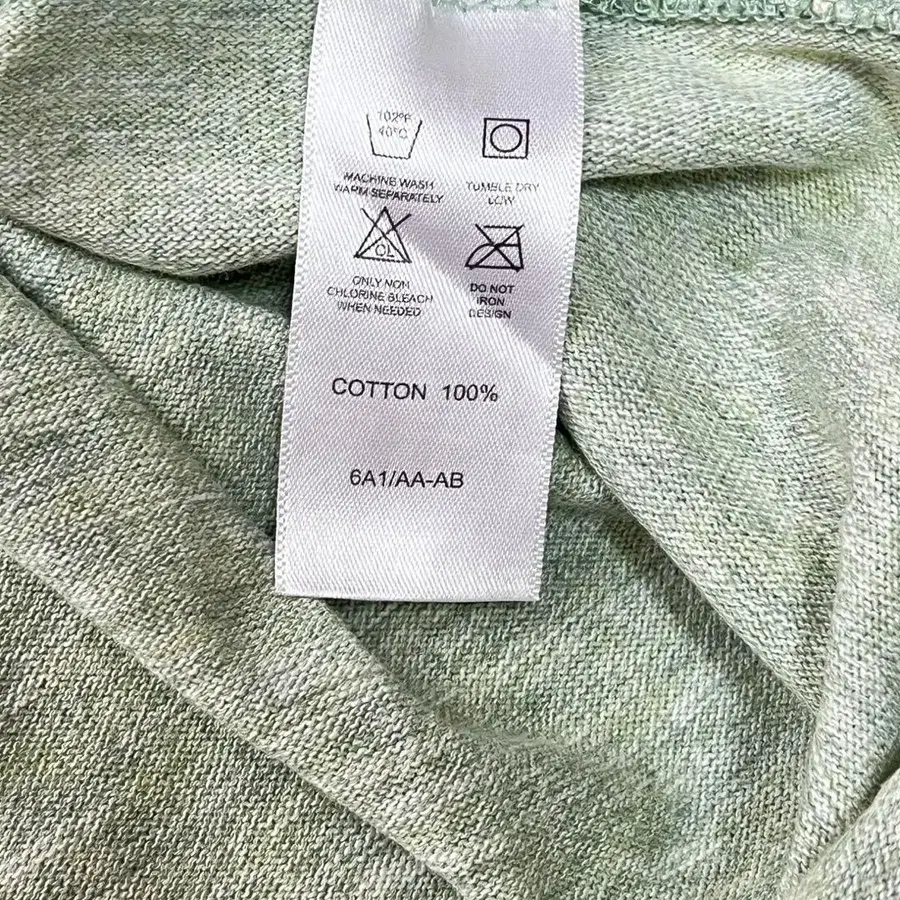 102°F
40°C
MACHINE WASH
WARM SEPARATELY
TUMBLE DRY
LOW
CL
ONLY NON
CHLORINE BLEACH
WHEN NEEDED
DO NOT
IRON
DESIGN
COTTON 100%
6A1/AA-AB